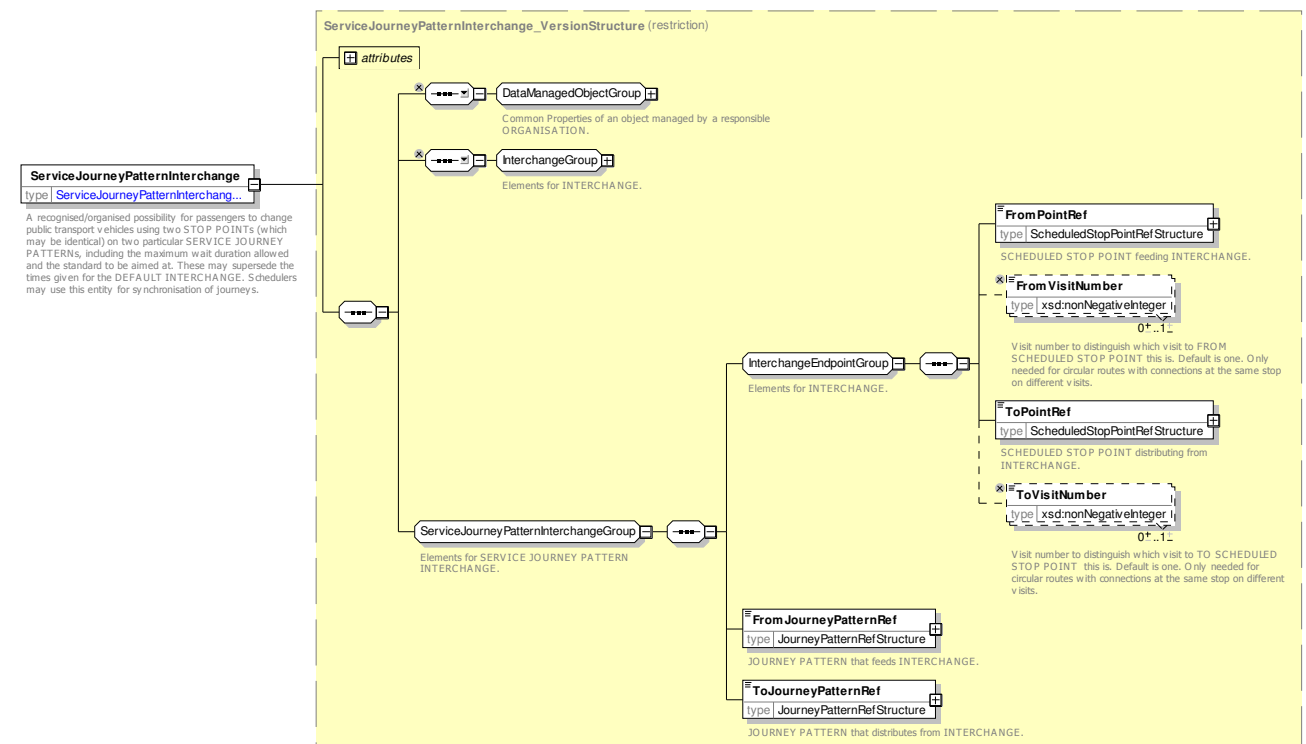 ServiceJourneyPatternInterchange_VersionStructure (restriction)
attributes
DataManagedObjectGroup
Common Properties of an object managed by a responsible
ORGANISATION.
InterchangeGroup
Elements for INTERCHANGE.
ServiceJourneyPatternInterchange
type ServiceJourneyPatternInterchang...
A recognised/organised possibility for passengers to change
public transport vehicles using two STOP POINTs (which
may be identical) on two particular SERVICE JOURNEY
PATTERNs, including the maximum wait duration allowed
and the standard to be aimed at. These may supersede the
times given for the DEFAULT INTERCHANGE. Schedulers
may use this entity for synchronisation of journeys.
FromPointRef
type ScheduledStopPointRefStructure
SCHEDULED STOP POINT feeding INTERCHANGE.
FromVisitNumber
type xsd:nonNegativeInteger
0±..1±
Visit number to distinguish which visit to FROM
SCHEDULED STOP POINT this is. Default is one. Only
needed for circular routes with connections at the same stop
on different visits.
InterchangeEndpointGroup
Elements for INTERCHANGE.
ToPointRef
type ScheduledStopPointRefStructure
SCHEDULED STOP POINT distributing from
INTERCHANGE.
ToVisitNumber
type xsd:nonNegativeInteger
0±..1±
Visit number to distinguish which visit to TO SCHEDULED
STOP POINT this is. Default is one. Only needed for
circular routes with connections at the same stop on different
visits.
ServiceJourneyPatternInterchangeGroup
Elements for SERVICE JOURNEY PATTERN
INTERCHANGE.
FromJourneyPatternRef
type JourneyPatternRefStructure
JOURNEY PATTERN that feeds INTERCHANGE.
ToJourneyPatternRef
type JourneyPatternRefStructure
JOURNEY PATTERN that distributes from INTERCHANGE.